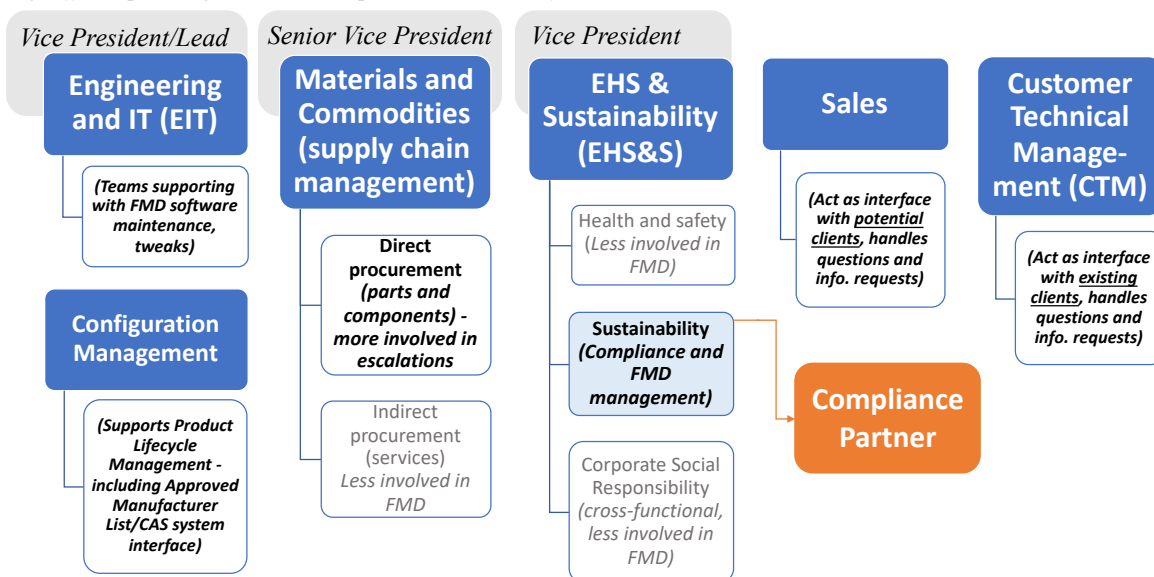 Vice President/Lead
Engineering
and IT (EIT)
(Teams supporting
with FMD software
maintenance,
tweaks)
Configuration
Management
(Supports Product
Lifecycle
Management -
including Approved
Manufacturer
List/CAS system
interface)
Senior Vice President
Materials and
Commodities
(supply chain
management)
Direct
procurement
(parts and
components) -
more involved in
escalations
Indirect
procurement
(services)
Less involved in
FMD
Vice President
EHS &
Sustainability
(EHS&S)
Health and safety
(Less involved in
FMD)
Sustainability
(Compliance and
FMD
management)
Corporate Social
Responsibility
(cross-functional,
less involved in
FMD)
Compliance
Partner
Sales
(Act as interface
with potential
clients, handles
questions and
info. requests)
Customer
Technical
Manage-
ment (CTM)
(Act as interface
with existing
clients, handles
questions and
info. requests)